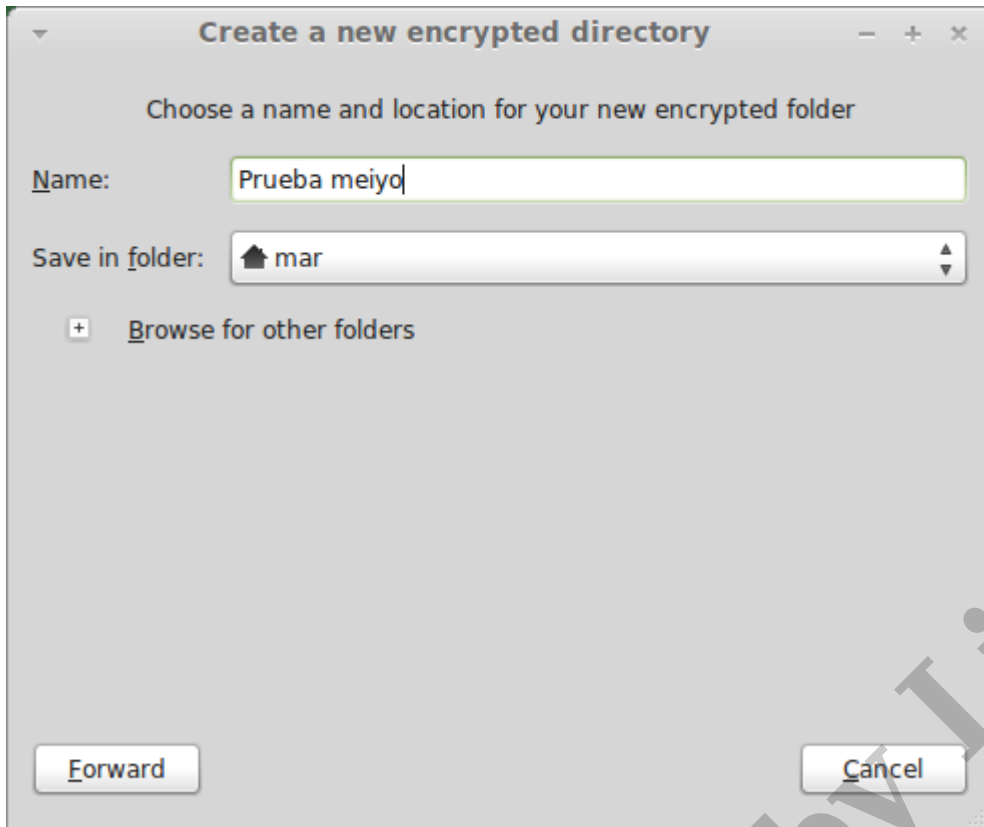 Create a new encrypted directory
Choose a name and location for your new encrypted folder
Name: Prueba meiyo
Save in folder: mar
Browse for other folders
Forward Cancel
by